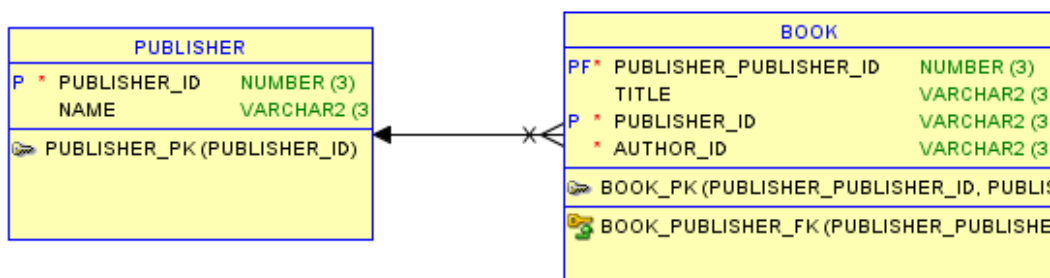 PUBLISHER
P * PUBLISHER_ID NUMBER (3)
NAME VARCHAR2 (3
PUBLISHER_PK (PUBLISHER_ID)
BOOK
PF* PUBLISHER_PUBLISHER_ID NUMBER (3)
TITLE VARCHAR2 (3
P * PUBLISHER_ID VARCHAR2 (3
* AUTHOR_ID VARCHAR2 (3
BOOK_PK (PUBLISHER_PUBLISHER_ID, PUBLIS
BOOK_PUBLISHER_FK (PUBLISHER_PUBLISHE